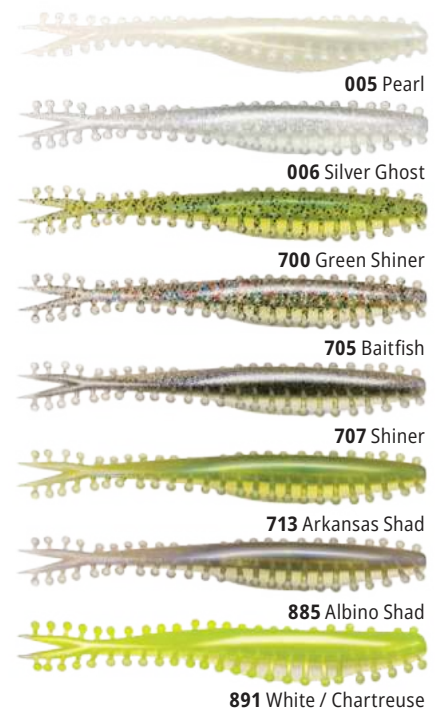 005 Pearl
006 Silver Ghost
700 Green Shiner
705 Baitfish
707 Shiner
713 Arkansas Shad
885 Albino Shad
891 White / Chartreuse